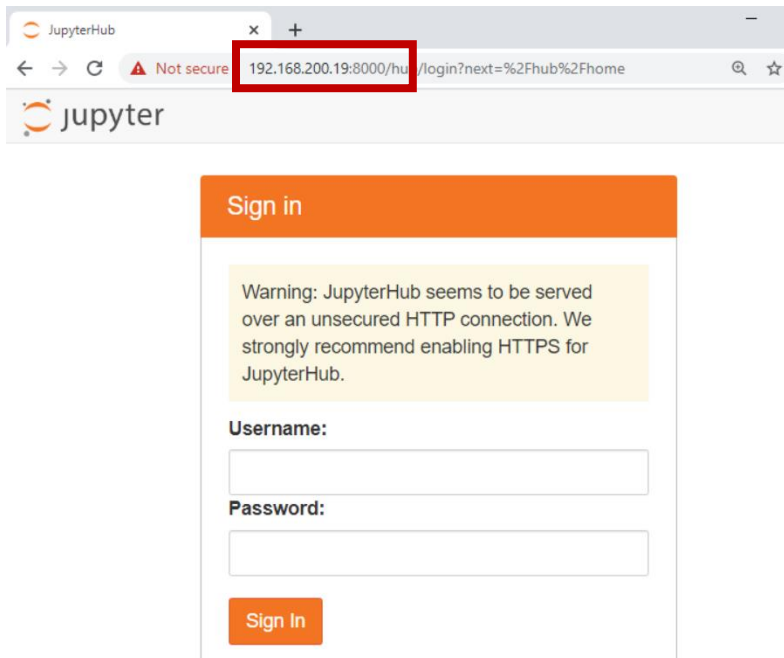 JupyterHub
Not secure 192.168.200.19:8000/hub/login?next=%2Fhub%2Fhome
jupyter
Sign in
Warning: JupyterHub seems to be served
over an unsecured HTTP connection. We
strongly recommend enabling HTTPS for
JupyterHub.
Username:
Password:
Sign In